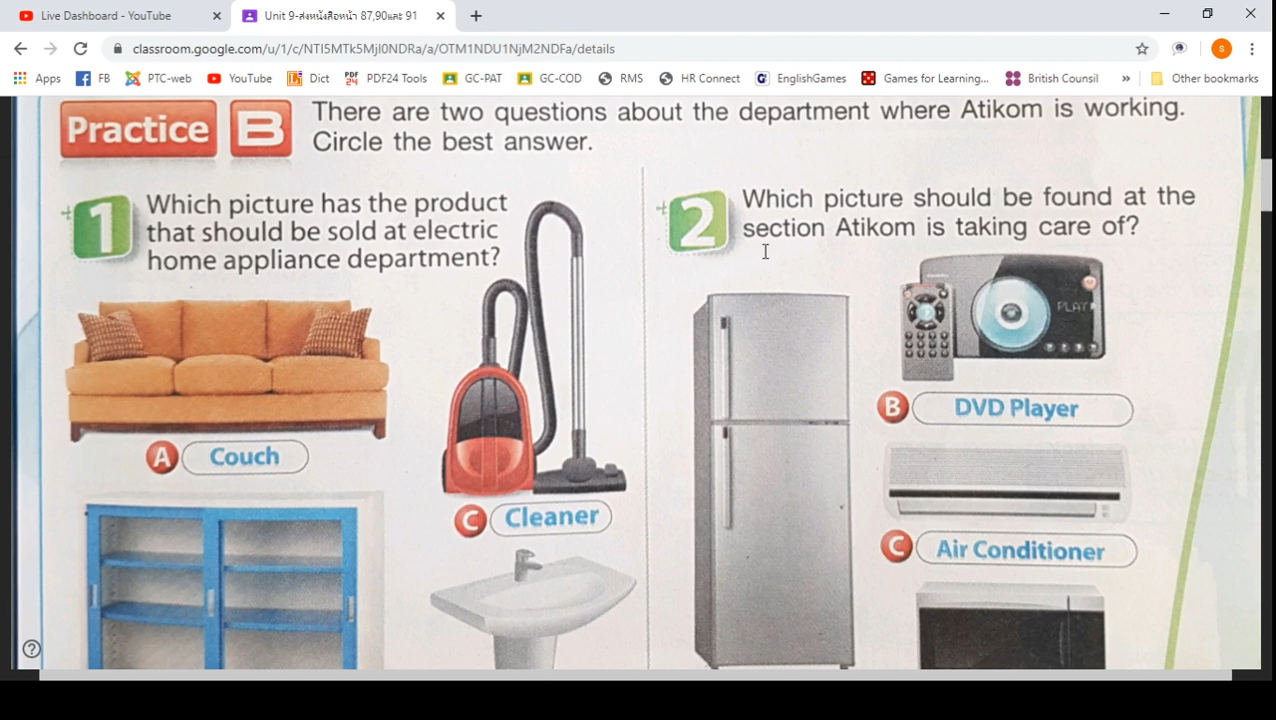 Live Dashboard - YouTube
Unit 9-ส่งหนังสือหน้า 87,90และ 91
classroom.google.com/u/1/c/NTI5MTk5MjI0NDRa/a/OTM1NDU1NjM2NDFa/details
S
Apps FB PTC-web YouTube Dict PDF24 Tools GC-PAT GC-COD RMS HR Connect EnglishGames Games for Learning... British Counsil » Other bookmarks
Practice B
There are two questions about the department where Atikom is working.
Circle the best answer.
1
Which picture has the product
that should be sold at electric
home appliance department?
A Couch
C Cleaner
2
Which picture should be found at the
section Atikom is taking care of?
PLAY
B DVD Player
C Air Conditioner